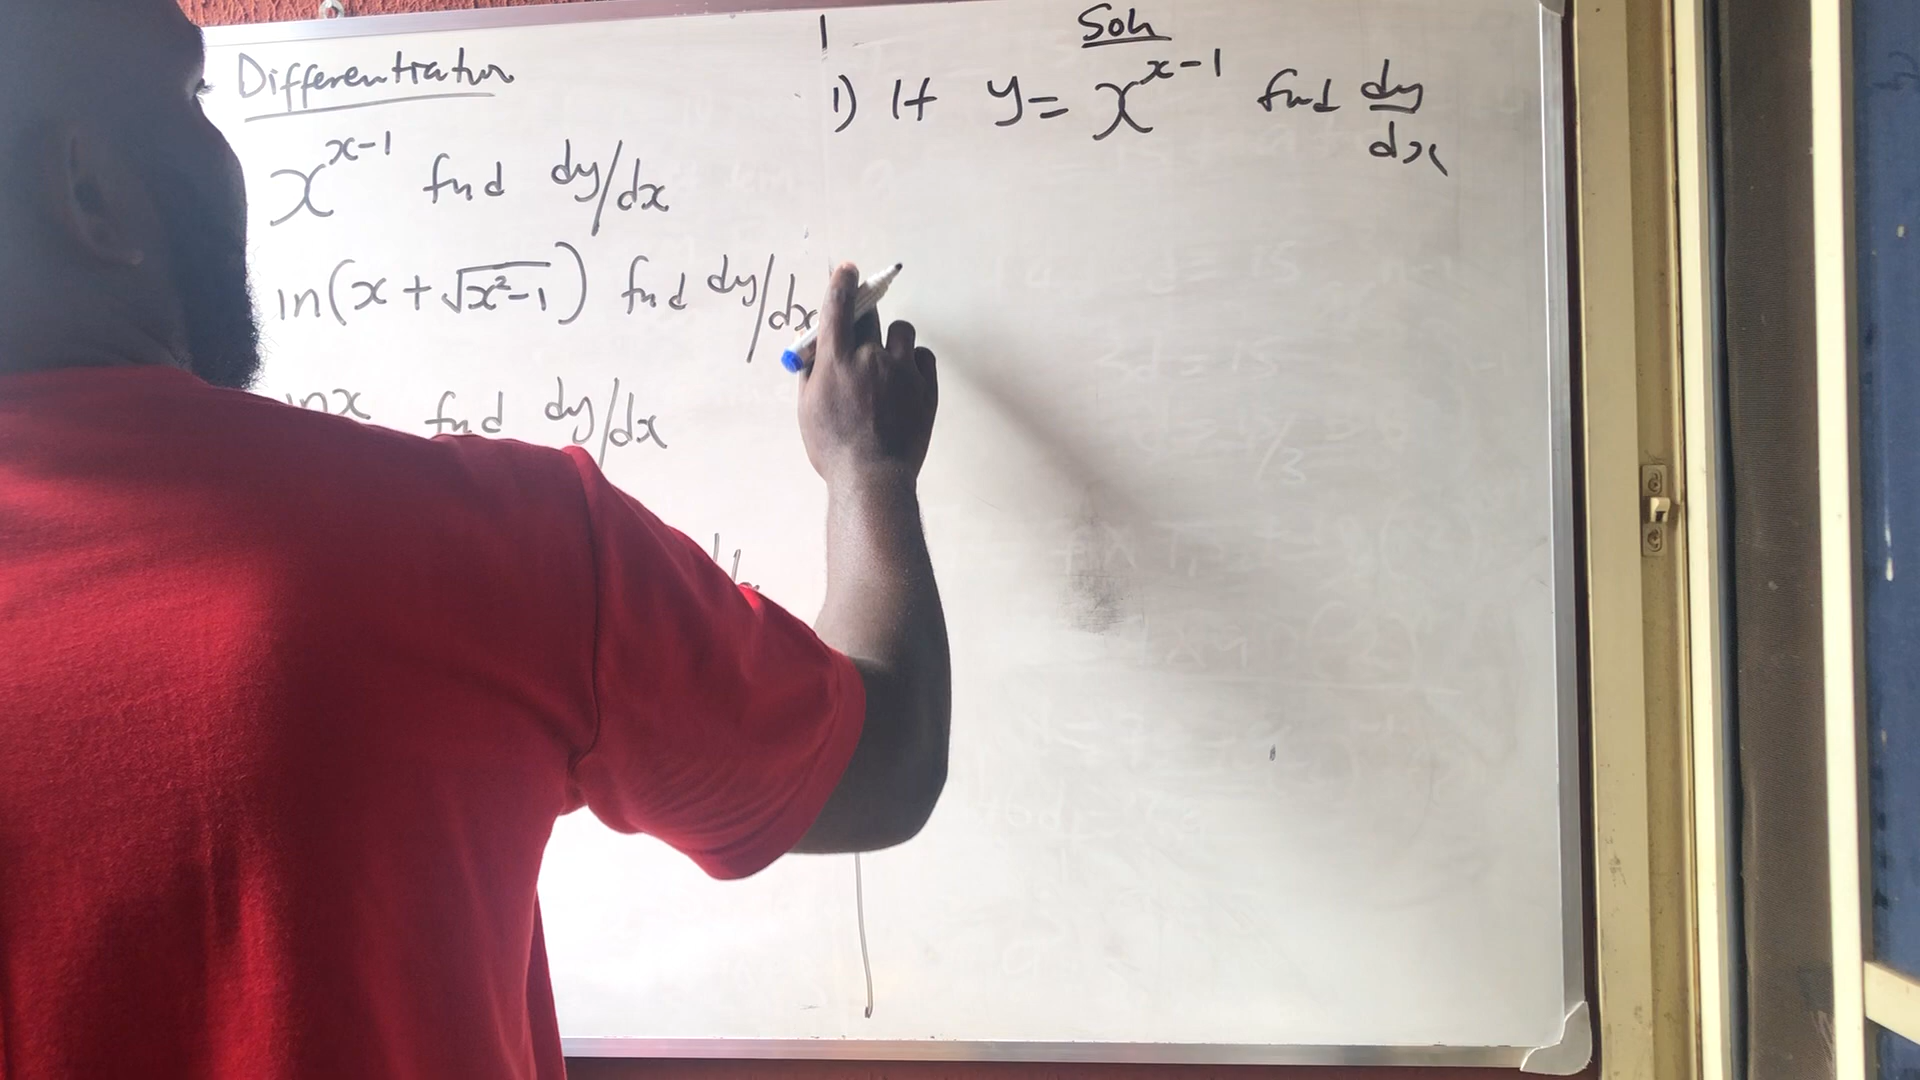 Differentiation
x^{x-1} find dy/dx
ln(x + √(x²-1)) find dy/dx
lnx find dy/dx
Soln
1) If y = x^{x-1} find dy/dx